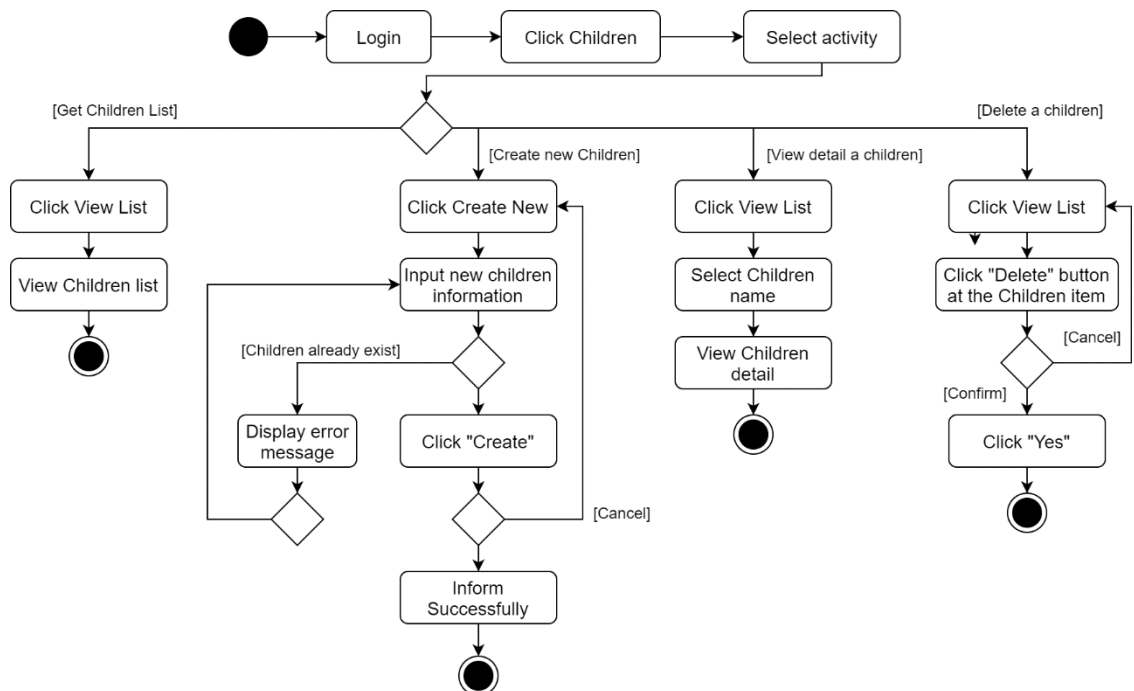 Login
Click Children
Select activity
[Get Children List]
[Delete a children]
[Create new Children]
[View detail a children]
Click View List
Click Create New
Click View List
Click View List
View Children list
Input new children
information
Select Children
name
Click "Delete" button
at the Children item
[Children already exist]
View Children
detail
[Cancel]
[Confirm]
Display error
message
Click "Create"
Click "Yes"
[Cancel]
Inform
Successfully